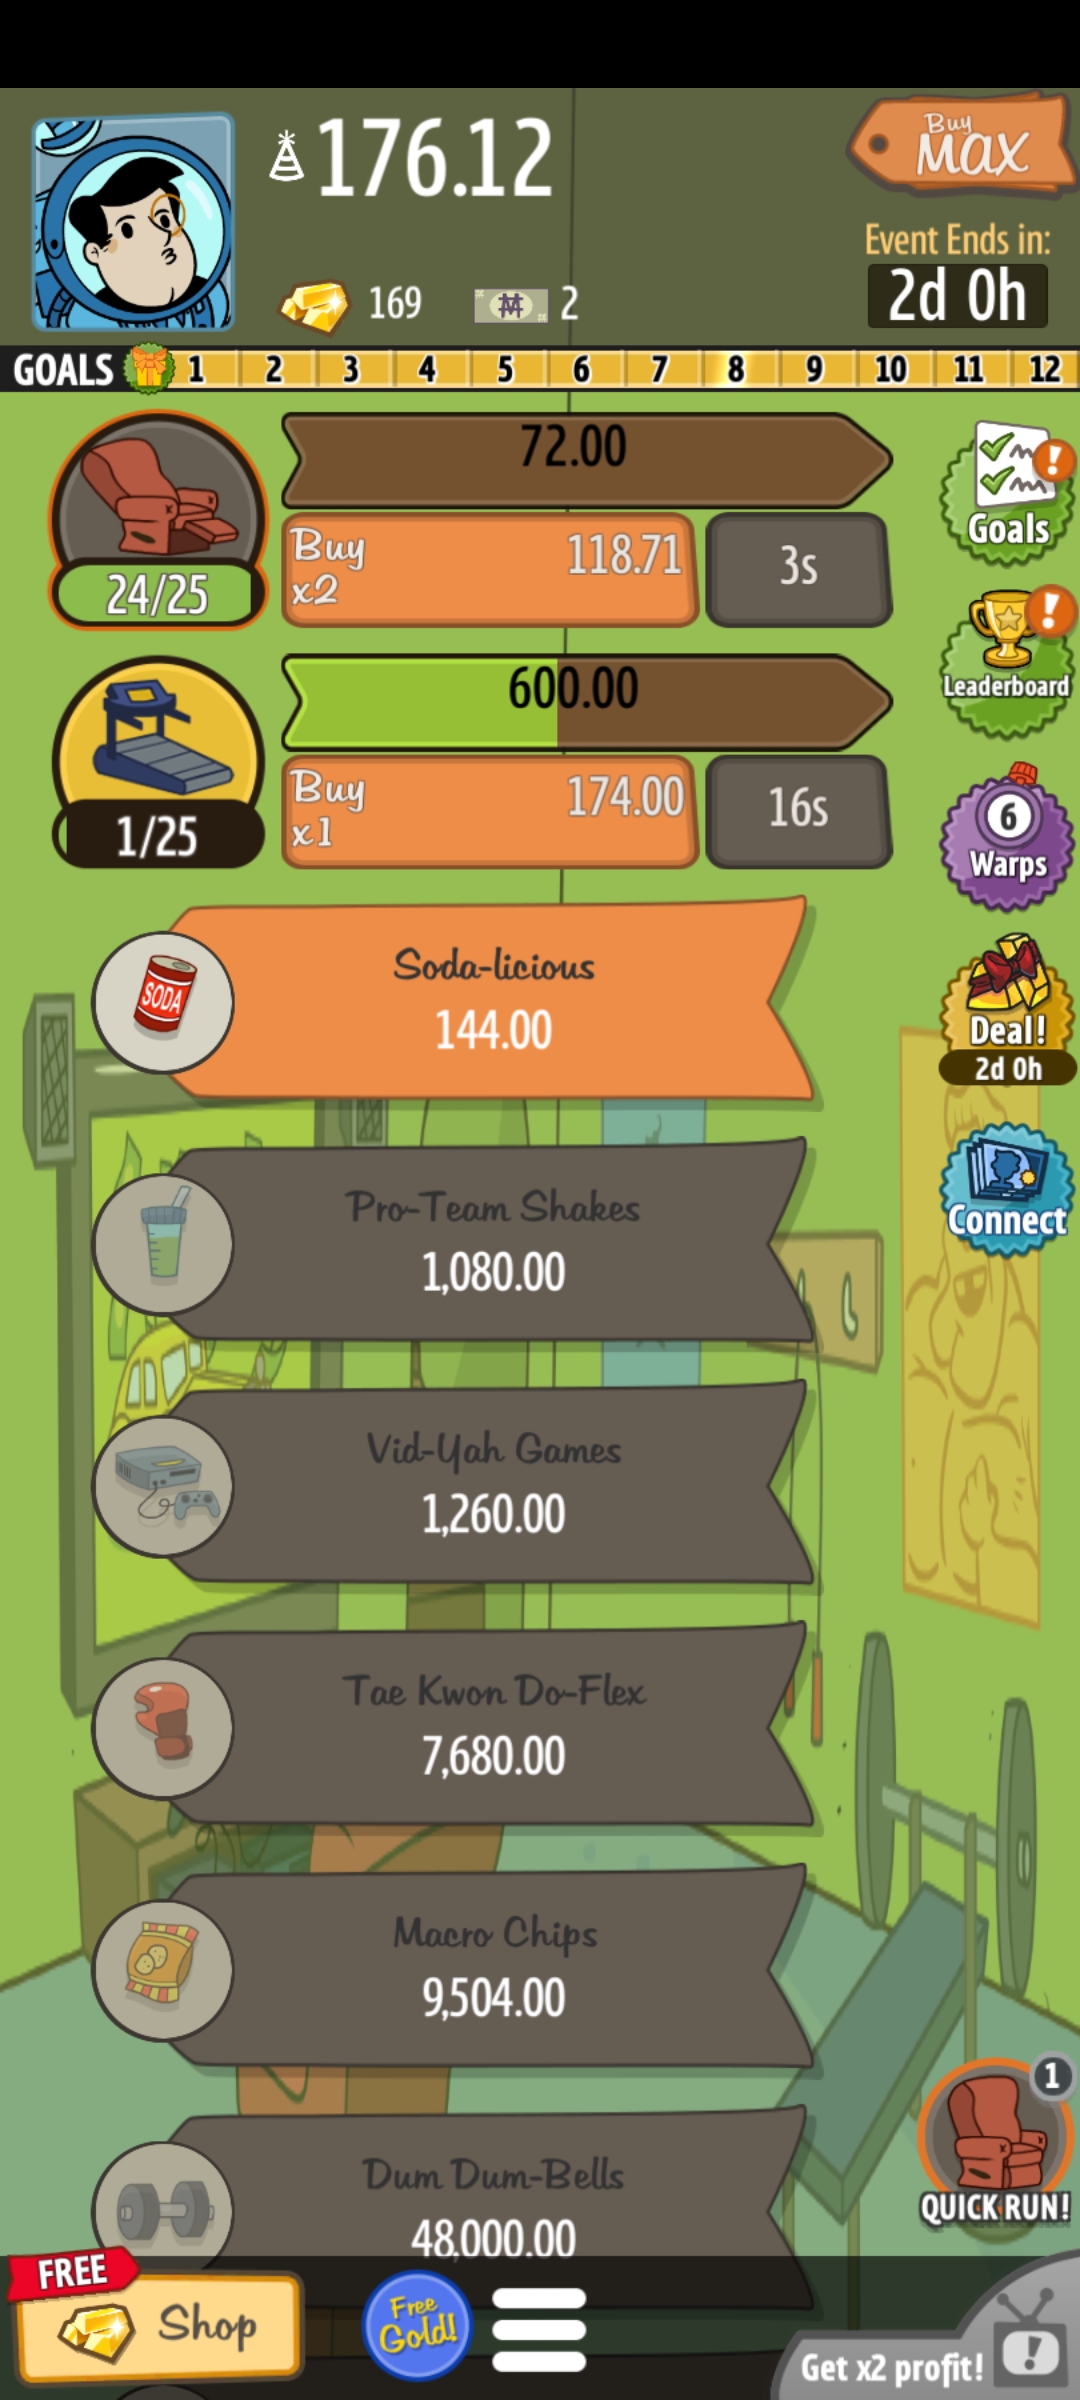 176.12
Buy
MAX
Event Ends in:
2d 0h
169
2
GOALS 1 2 3 4 5 6 7 8 9 10 11 12
72.00
24/25
Buy
x2
118.71
3s
Goals
600.00
1/25
Buy
x1
174.00
16s
Leaderboard
6
Warps
Soda-licious
144.00
SODA
Deal!
2d 0h
Pro-Team Shakes
1,080.00
Connect
Vid-Yah Games
1,260.00
Tae Kwon Do-Flex
7,680.00
Macro Chips
9,504.00
1
QUICK RUN!
Dum Dum-Bells
48,000.00
FREE
Shop
Free
Gold!
Get x2 profit!